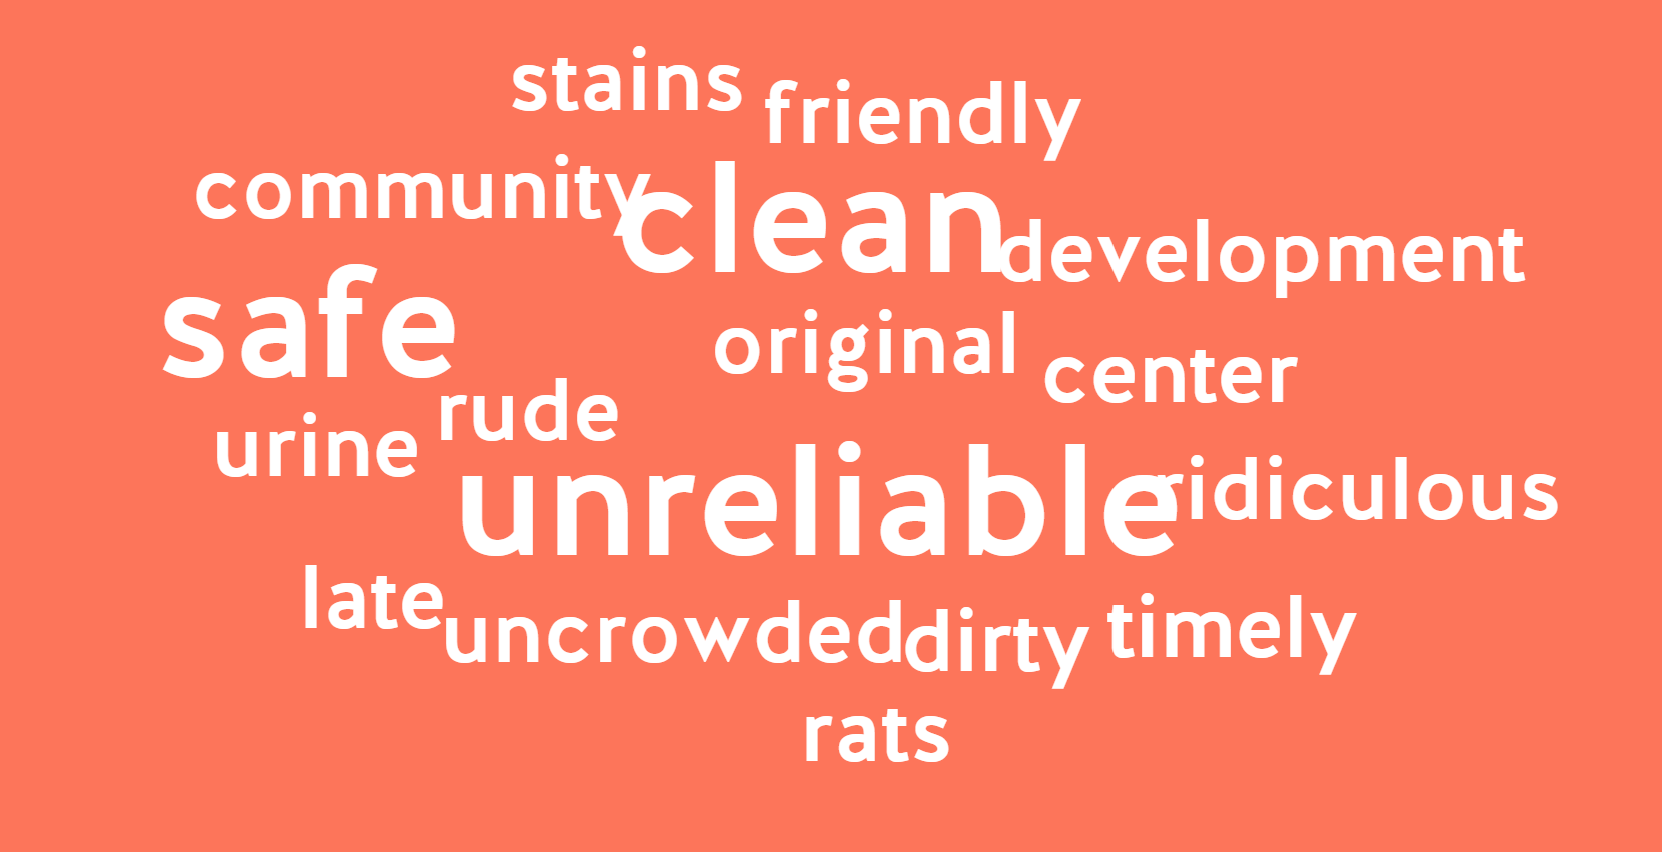 stains
friendly
community
clean
development
safe
original
center
rude
urine
unreliable
ridiculous
late
uncrowded
dirty
timely
rats